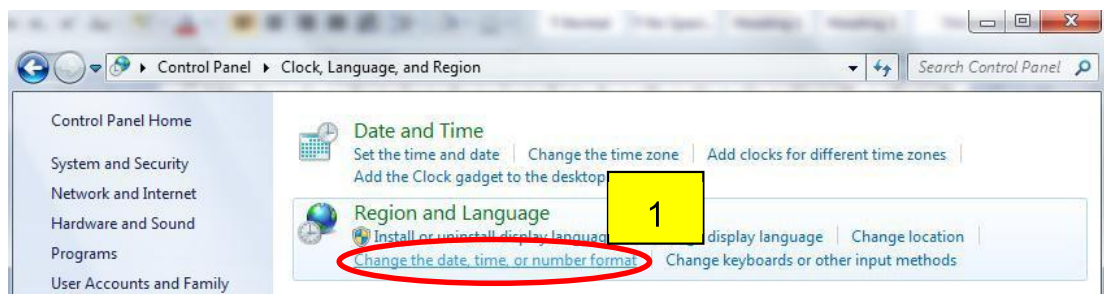 Control Panel ▸ Clock, Language, and Region
Search Control Panel
Control Panel Home
System and Security
Network and Internet
Hardware and Sound
Programs
User Accounts and Family
Date and Time
Set the time and date
Change the time zone
Add clocks for different time zones
Add the Clock gadget to the desktop
Region and Language
1
Install or uninstall display
display language
Change location
Change the date, time, or number format
Change keyboards or other input methods